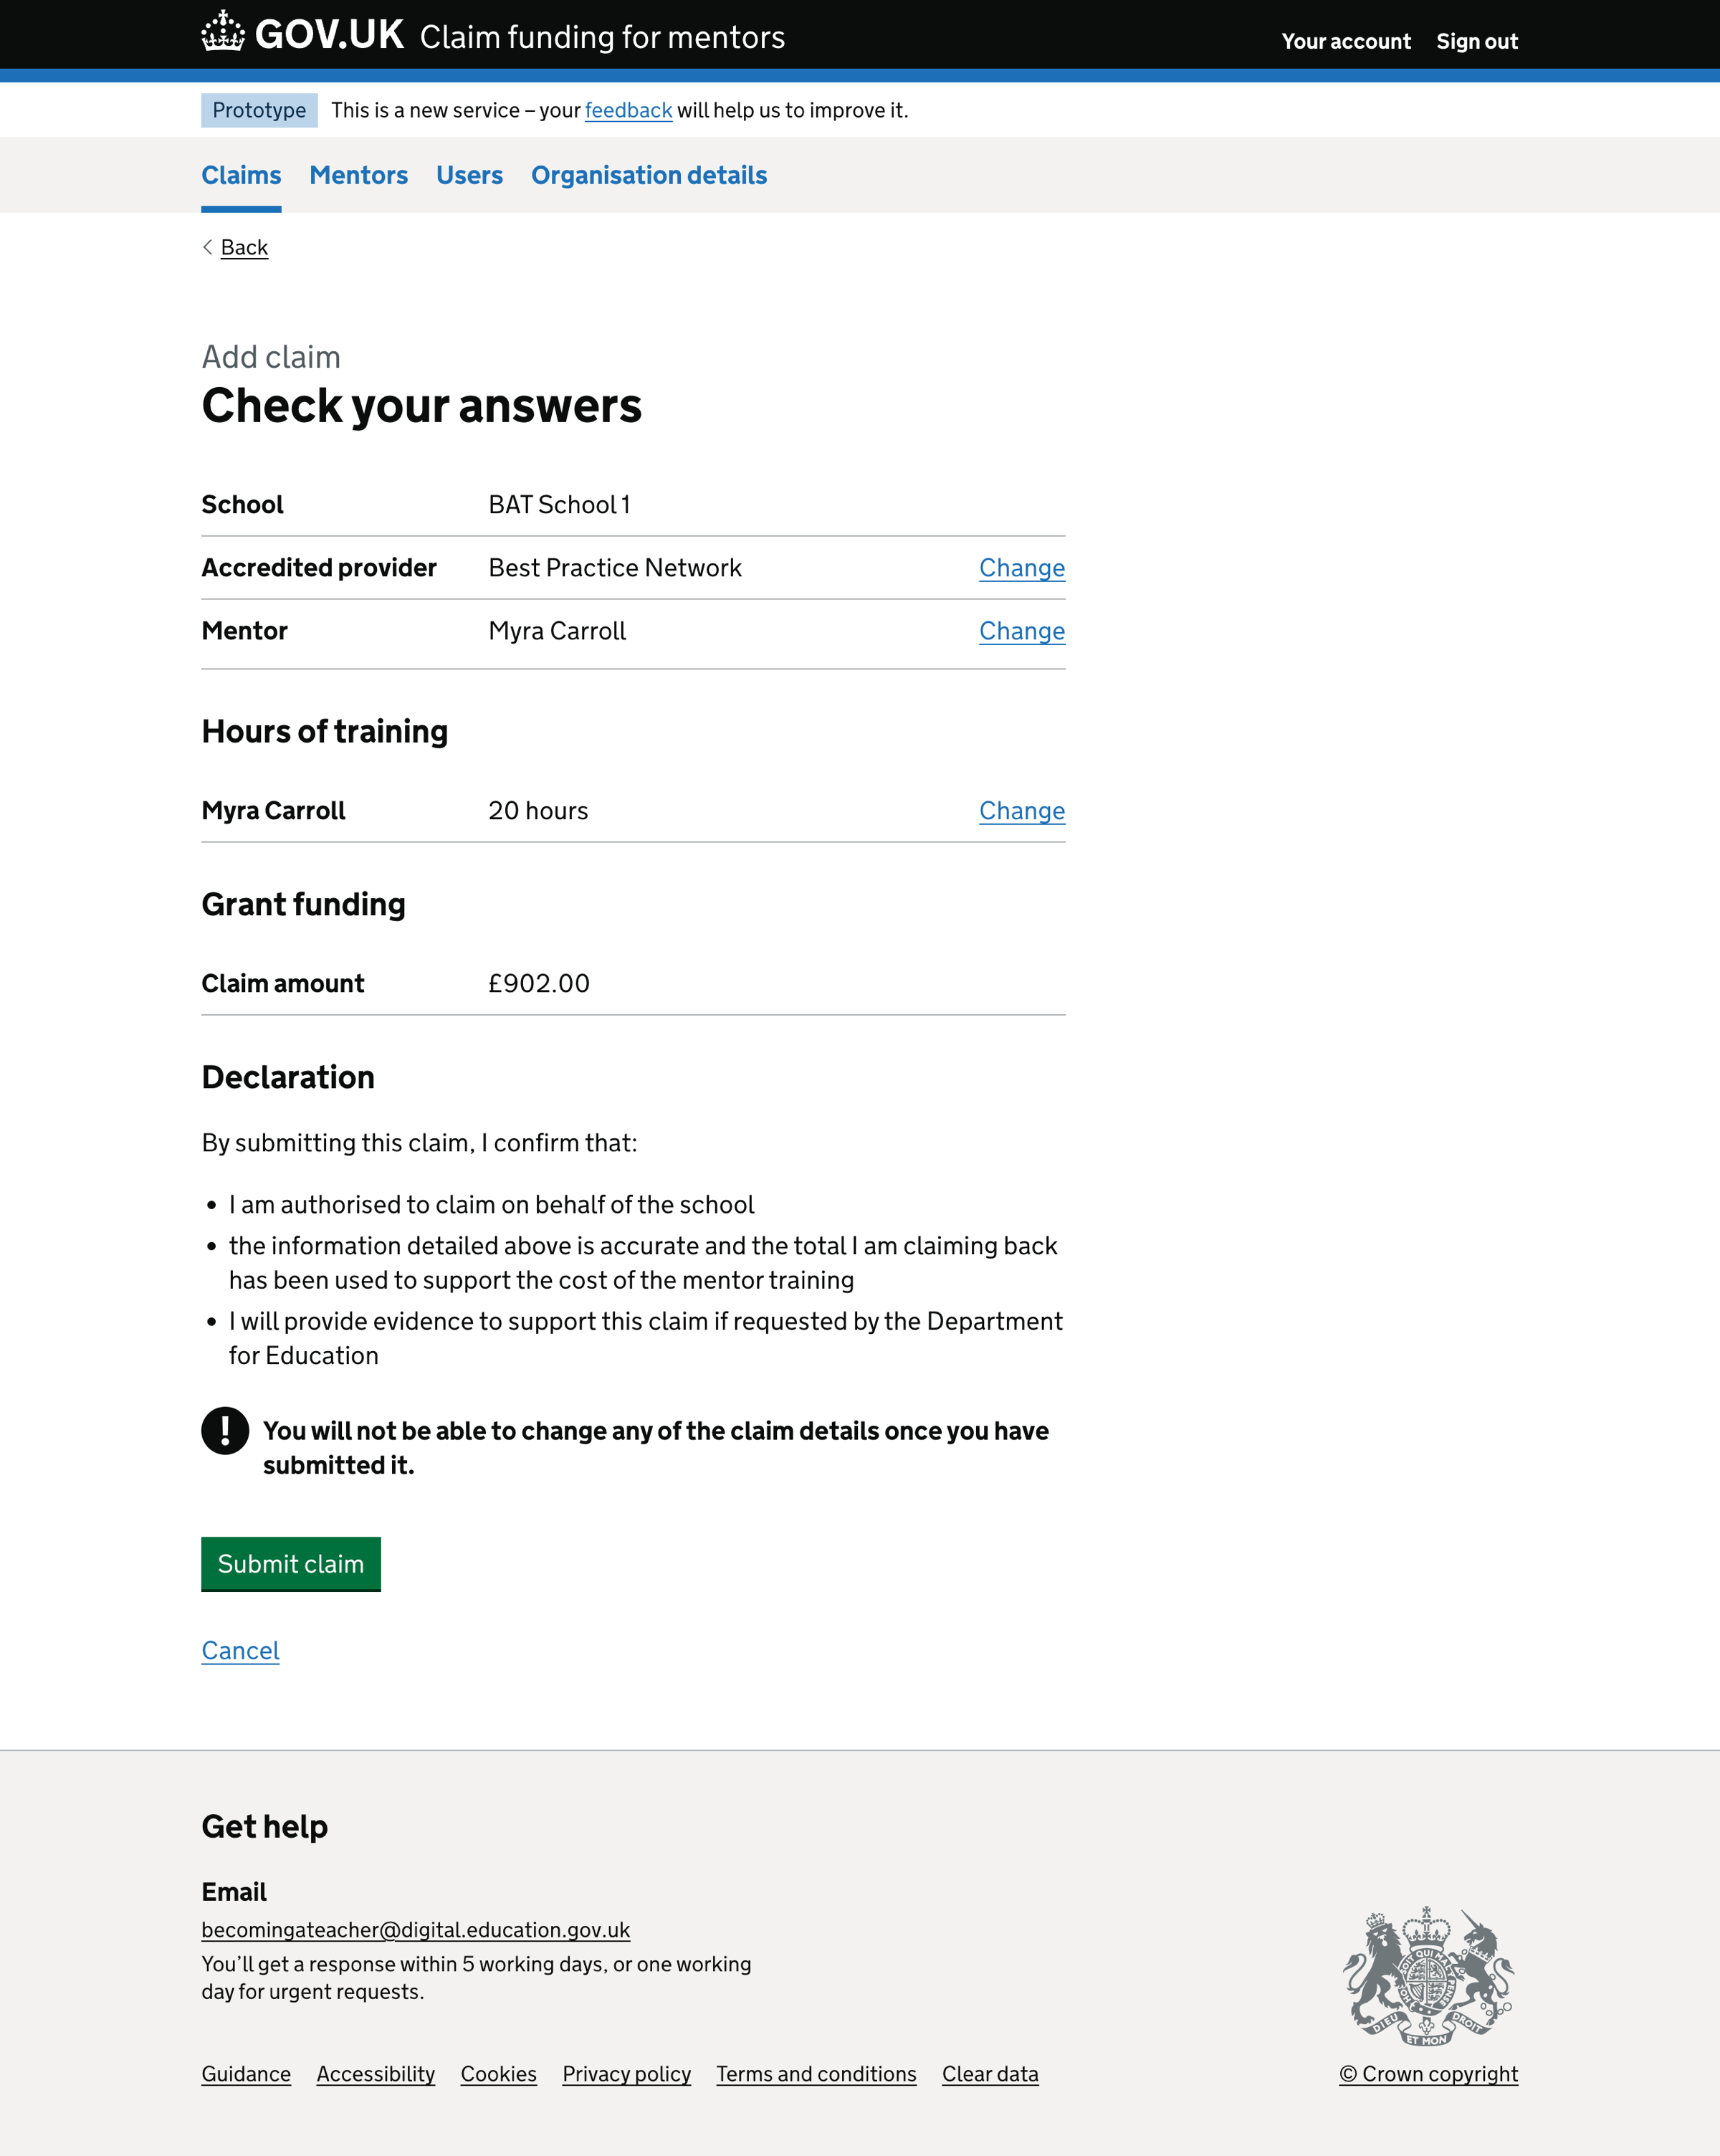 GOV.UK Claim funding for mentors
Your account Sign out
Prototype This is a new service – your feedback will help us to improve it.
Claims Mentors Users Organisation details
Back
Add claim
Check your answers
School BAT School 1
Accredited provider Best Practice Network Change
Mentor Myra Carroll Change
Hours of training
Myra Carroll 20 hours Change
Grant funding
Claim amount £902.00
Declaration
By submitting this claim, I confirm that:
• I am authorised to claim on behalf of the school
• the information detailed above is accurate and the total I am claiming back
has been used to support the cost of the mentor training
• I will provide evidence to support this claim if requested by the Department
for Education
! You will not be able to change any of the claim details once you have
submitted it.
Submit claim
Cancel
Get help
Email
becomingateacher@digital.education.gov.uk
You’ll get a response within 5 working days, or one working
day for urgent requests.
DIEU ET MON DROIT
Guidance Accessibility Cookies Privacy policy Terms and conditions Clear data
© Crown copyright